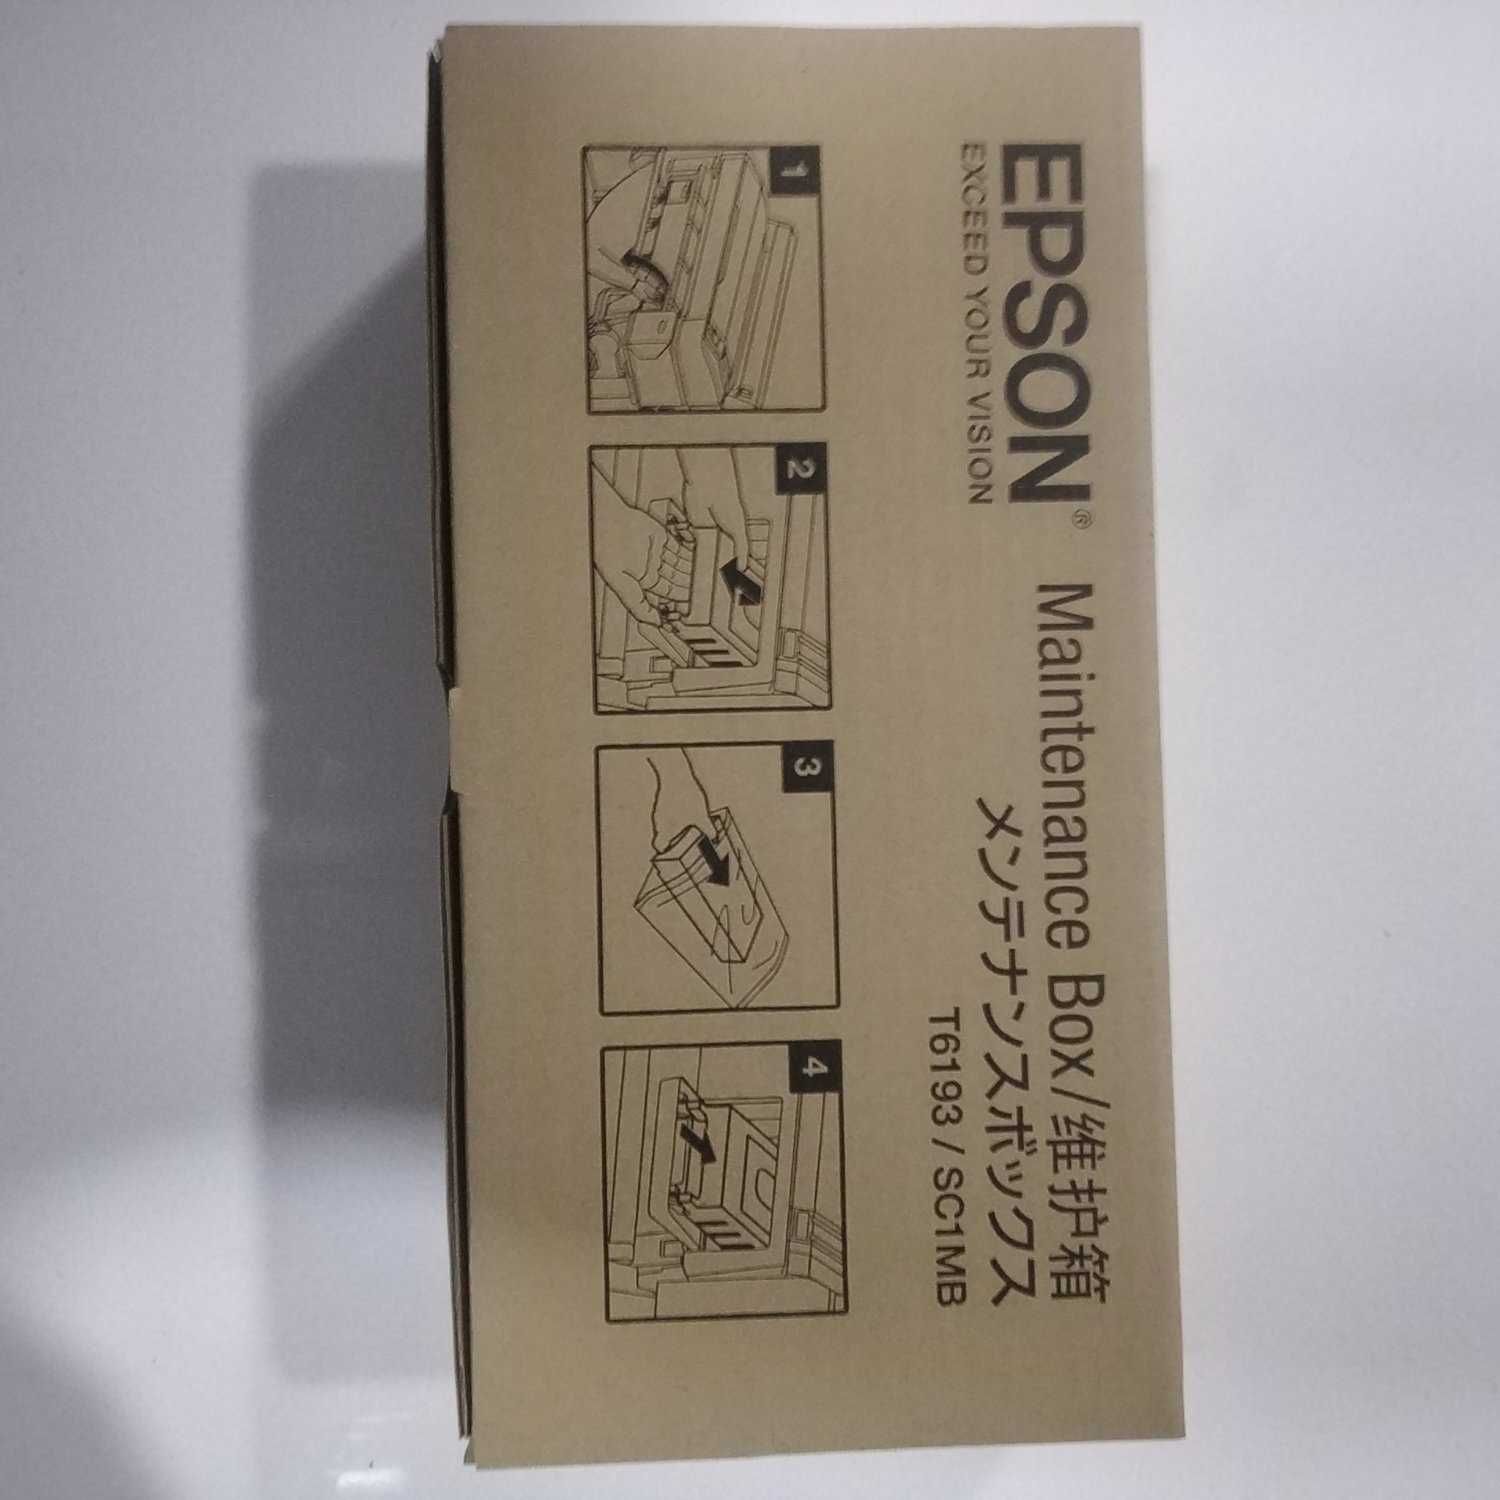 EPSON®
EXCEED YOUR VISION
Maintenance Box/维护箱
メンテナンスボックス
T6193 / SC1MB
1
2
3
4